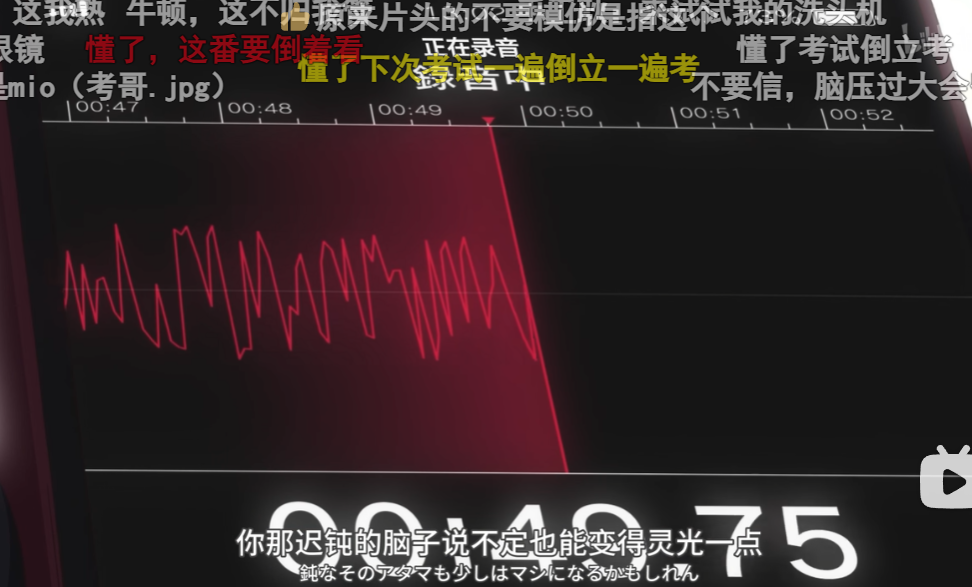 这我熟
牛顿，这不旧我来
原来片头的不要模仿是指这个
试试我的洗头机
眼镜
懂了，这番要倒着看
正在录音
懂了考试倒立考
懂了下次考试一遍倒立一遍考
録音中
mio（考哥.jpg）
不要信，脑压过大会
00:47
00:48
00:49
00:50
00:51
00:52
00:49.75
你那迟钝的脑子说不定也能变得灵光一点
鈍なそのアタマも少しはマシになるかもしれん